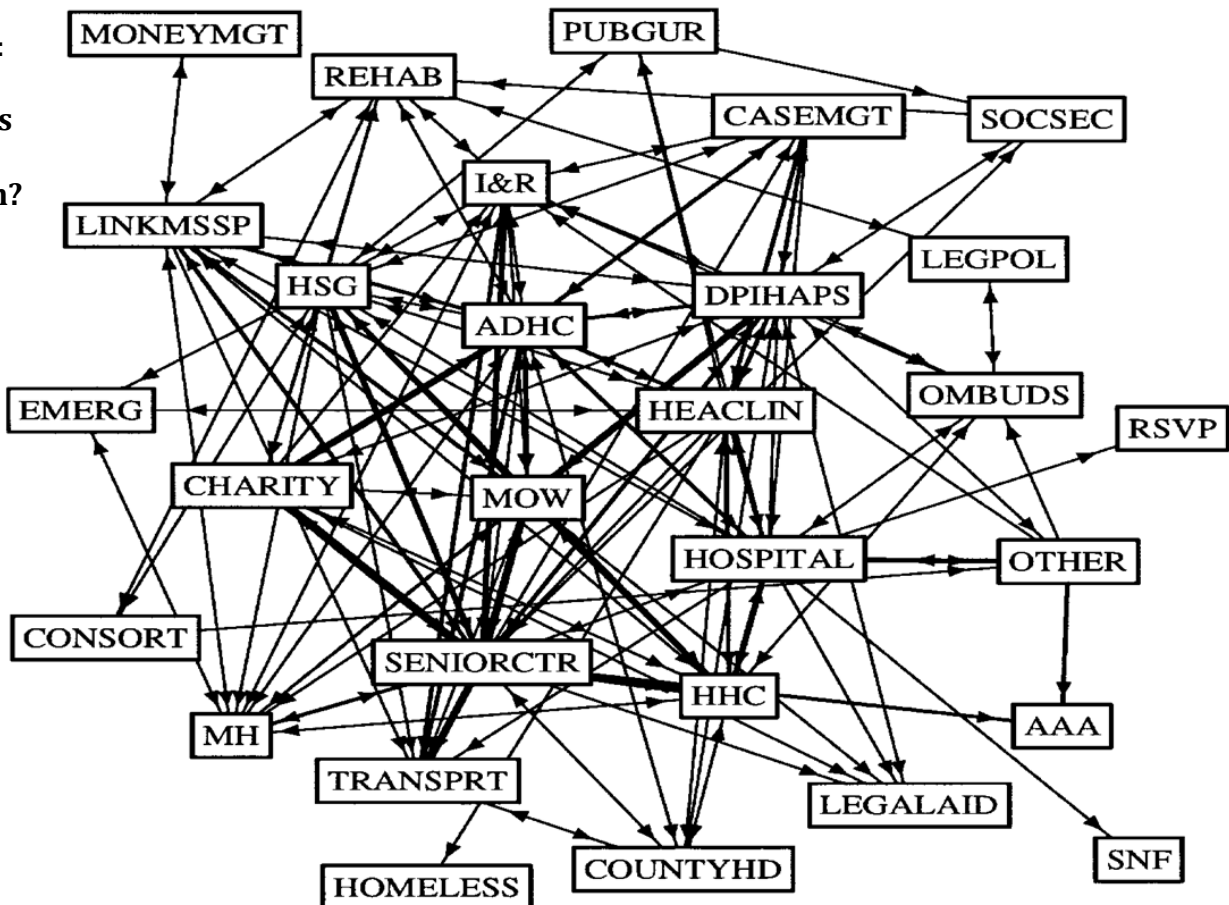 :
s
n?
MONEYMGT
PUBGUR
REHAB
CASEMGT
SOCSEC
I&R
LINKMSSP
LEGPOL
HSG
DPIHAPS
ADHC
EMERG
HEACLIN
OMBUDS
RSVP
CHARITY
MOW
HOSPITAL
OTHER
CONSORT
SENIORCTR
HHC
MH
AAA
TRANSPRT
LEGALAID
COUNTYHD
SNF
HOMELESS